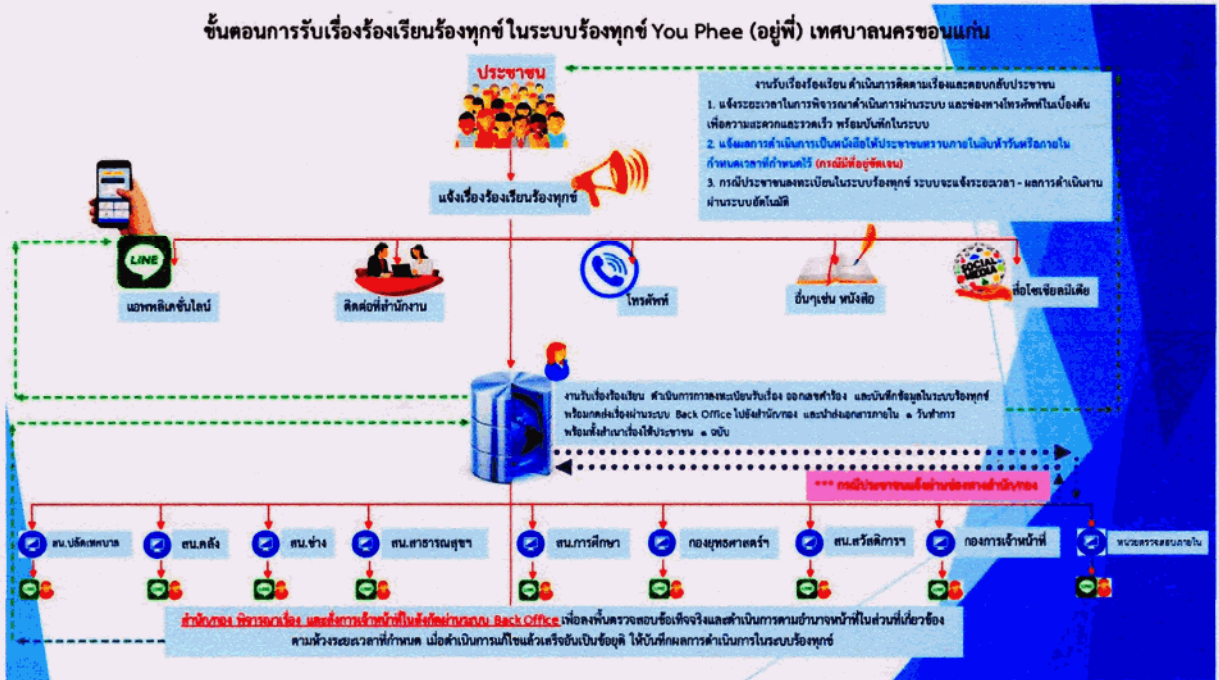 ขั้นตอนการรับเรื่องร้องเรียนร้องทุกข์ ในระบบร้องทุกข์ You Phee (อยู่พี่) เทศบาลนครขอนแก่น
ประชาชน
งานรับเรื่องร้องเรียน ดำเนินการติดตามเรื่องและตอบกลับประชาชน
1. แจ้งระยะเวลาในการพิจารณาดำเนินการผ่านระบบ และช่องทางโทรศัพท์ในเบื้องต้น
เพื่อความสะดวกและรวดเร็ว พร้อมบันทึกในระบบ
2. แจ้งผลการดำเนินการเป็นหนังสือให้ประชาชนทราบภายในสิบห้าวันหรือภายใน
กำหนดเวลาที่กำหนดไว้ (กรณีมีที่อยู่ชัดเจน)
3. กรณีประชาชนลงทะเบียนในระบบร้องทุกข์ ระบบจะแจ้งระยะเวลา - ผลการดำเนินงาน
ผ่านระบบอัตโนมัติ
แจ้งเรื่องร้องเรียนร้องทุกข์
LINE
SOCIAL
MEDIA
แอพพลิเคชั่นไลน์
ติดต่อที่สำนักงาน
โทรศัพท์
อื่นๆเช่น หนังสือ
สื่อโซเชียลมีเดีย
งานรับเรื่องร้องเรียน ดำเนินการการลงทะเบียนรับเรื่อง ออกเลขคำร้อง และบันทึกข้อมูลในระบบร้องทุกข์
พร้อมกดส่งเรื่องผ่านระบบ Back Office ไปยังสำนัก/กอง และนำส่งเอกสารภายใน ๑ วันทำการ
พร้อมทั้งสำเนาเรื่องให้ประชาชน ๑ ฉบับ
*** กรณีประชาชนแจ้งผ่านช่องทางสำนัก/กอง
สน.ปลัดเทศบาล
สน.คลัง
สน.ช่าง
สน.สาธารณสุขฯ
สน.การศึกษา
กองยุทธศาสตร์ฯ
สน.สวัสดิการฯ
กองการเจ้าหน้าที่
หน่วยตรวจสอบภายใน
สำนัก/กอง พิจารณาเรื่อง และสั่งการเจ้าหน้าที่ในสังกัดผ่านระบบ Back Office เพื่อลงพื้นตรวจสอบข้อเท็จจริงและดำเนินการตามอำนาจหน้าที่ในส่วนที่เกี่ยวข้อง
ตามห้วงระยะเวลาที่กำหนด เมื่อดำเนินการแก้ไขแล้วเสร็จอันเป็นข้อยุติ ให้บันทึกผลการดำเนินการในระบบร้องทุกข์